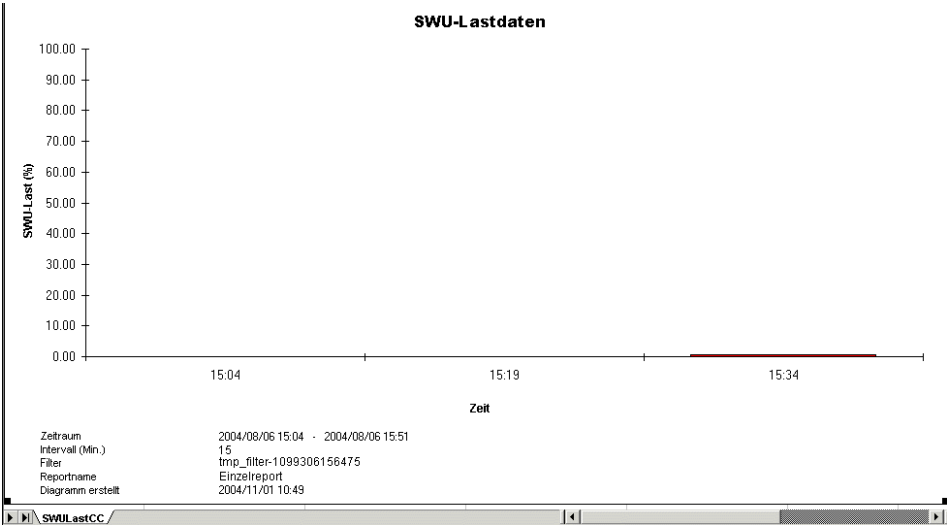 SWU-Lastdaten
100.00
90.00
80.00
70.00
60.00
50.00
40.00
30.00
20.00
10.00
0.00
SWU-Last (%)
15:04 15:19 15:34
Zeit
Zeitraum 2004/08/06 15:04 - 2004/08/06 15:51
Intervall (Min.) 15
Filter tmp_filter-1099306156475
Reportname Einzelreport
Diagramm erstellt 2004/11/01 10:49
SWULastCC